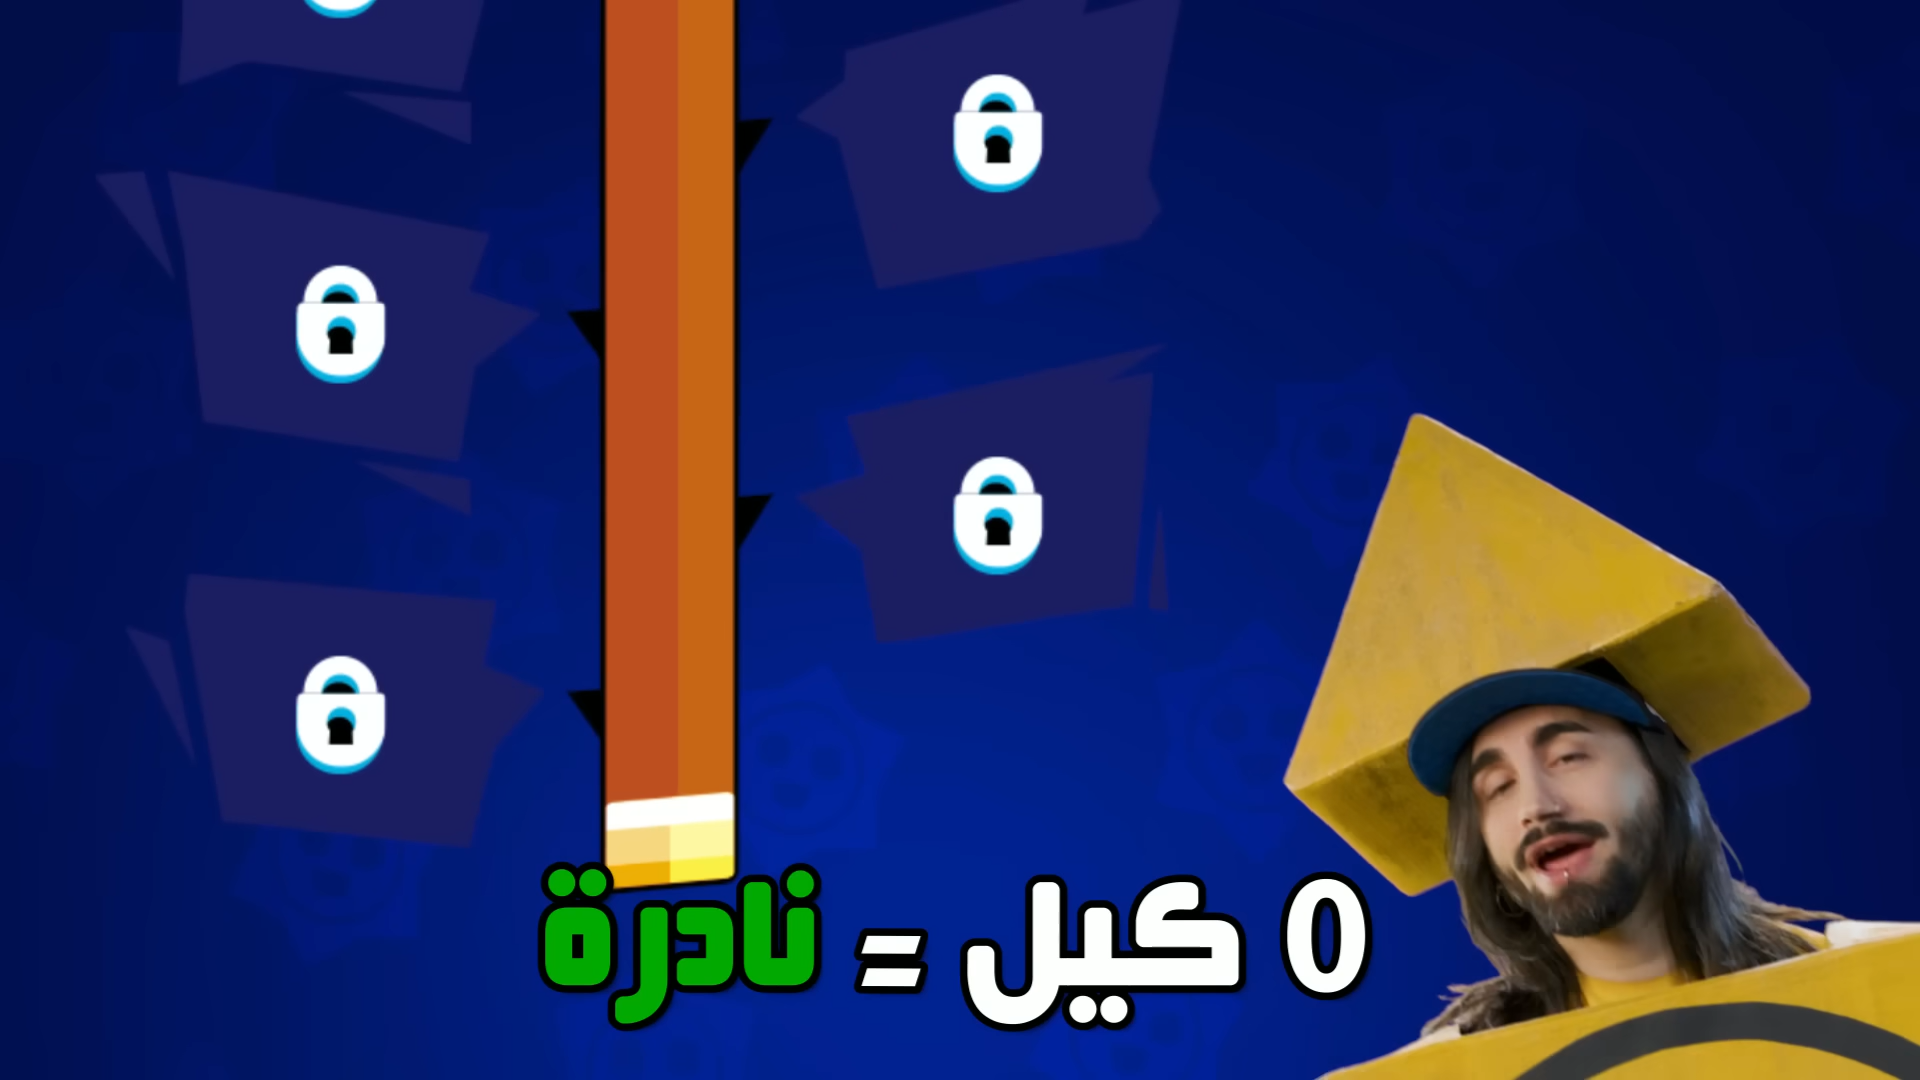 0 كيل = نادرة